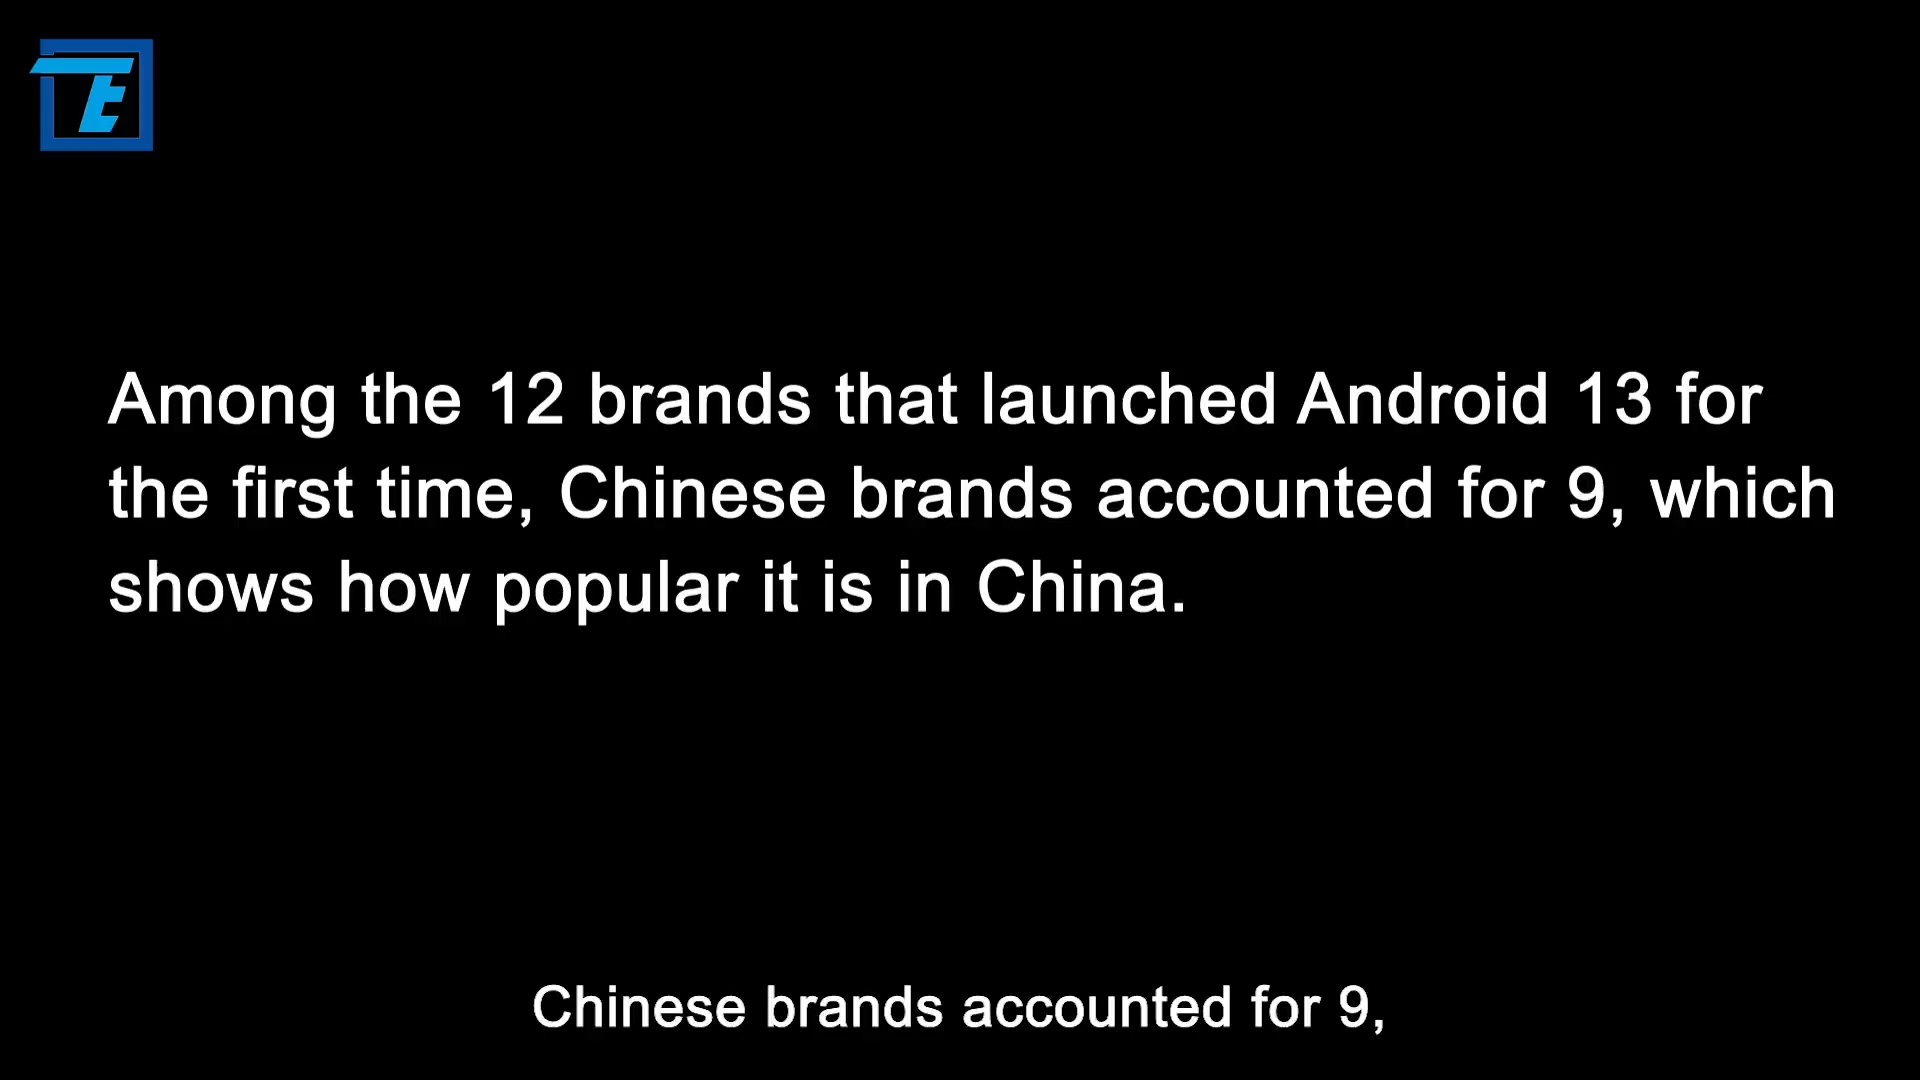 TE
Among the 12 brands that launched Android 13 for
the first time, Chinese brands accounted for 9, which
shows how popular it is in China.
Chinese brands accounted for 9,